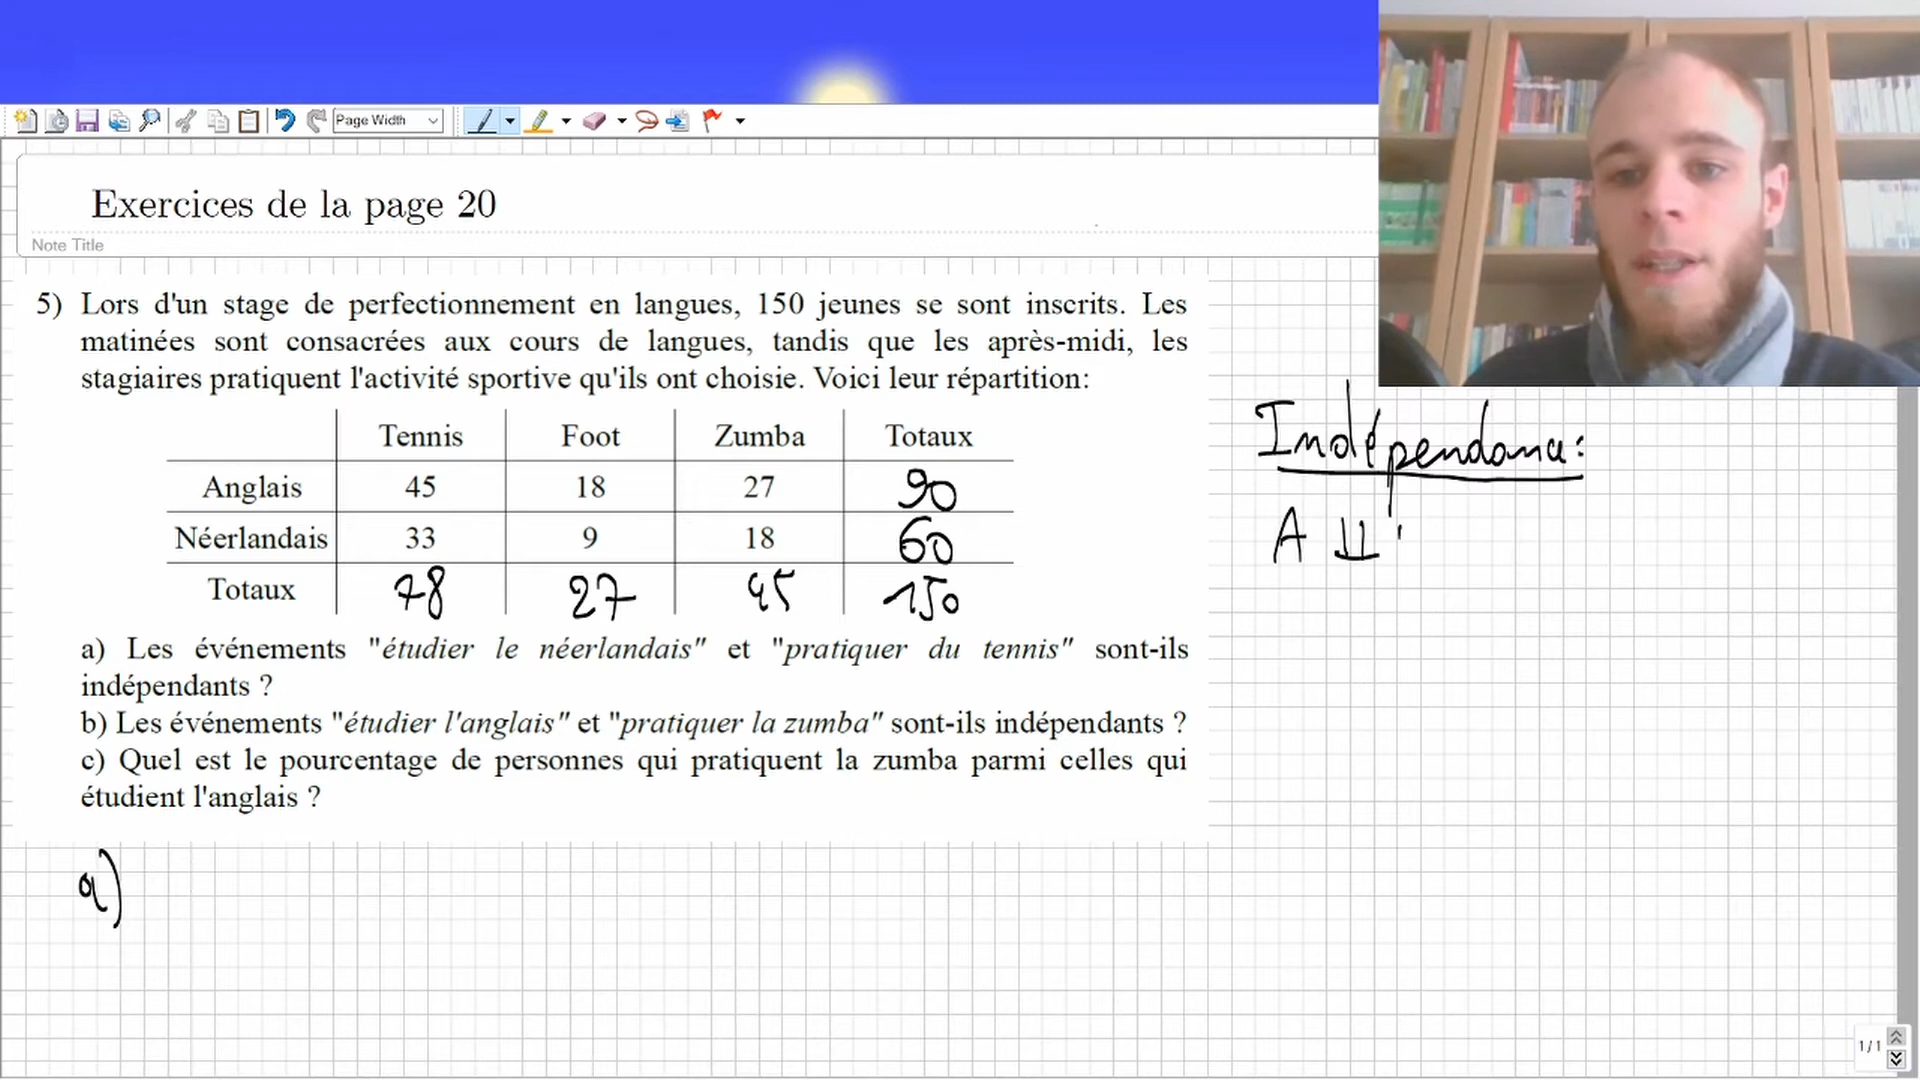 Page Width
Exercices de la page 20
Note Title
5) Lors d'un stage de perfectionnement en langues, 150 jeunes se sont inscrits. Les
matinées sont consacrées aux cours de langues, tandis que les après-midi, les
stagiaires pratiquent l'activité sportive qu'ils ont choisie. Voici leur répartition:
Tennis Foot Zumba Totaux
Anglais 45 18 27 90
Néerlandais 33 9 18 60
Totaux 78 27 45 150
a) Les événements "étudier le néerlandais" et "pratiquer du tennis" sont-ils
indépendants ?
b) Les événements "étudier l'anglais" et "pratiquer la zumba" sont-ils indépendants ?
c) Quel est le pourcentage de personnes qui pratiquent la zumba parmi celles qui
étudient l'anglais ?
Indépendance:
A ⫫
a)
1/1